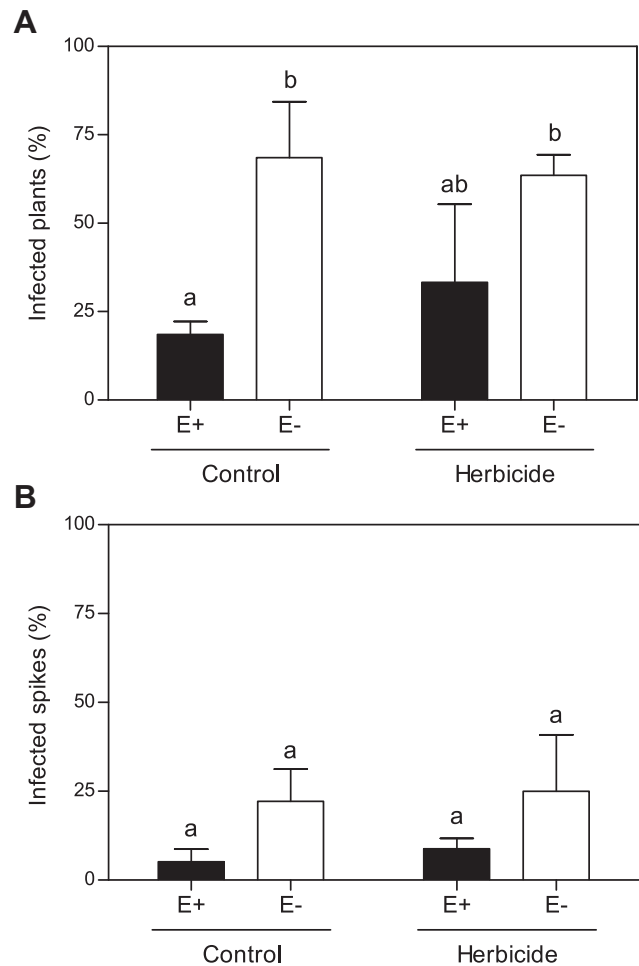 A
Infected plants (%)
100
75
50
25
0
a
b
ab
b
E+
E-
E+
E-
Control
Herbicide
B
Infected spikes (%)
100
75
50
25
0
a
a
a
a
E+
E-
E+
E-
Control
Herbicide